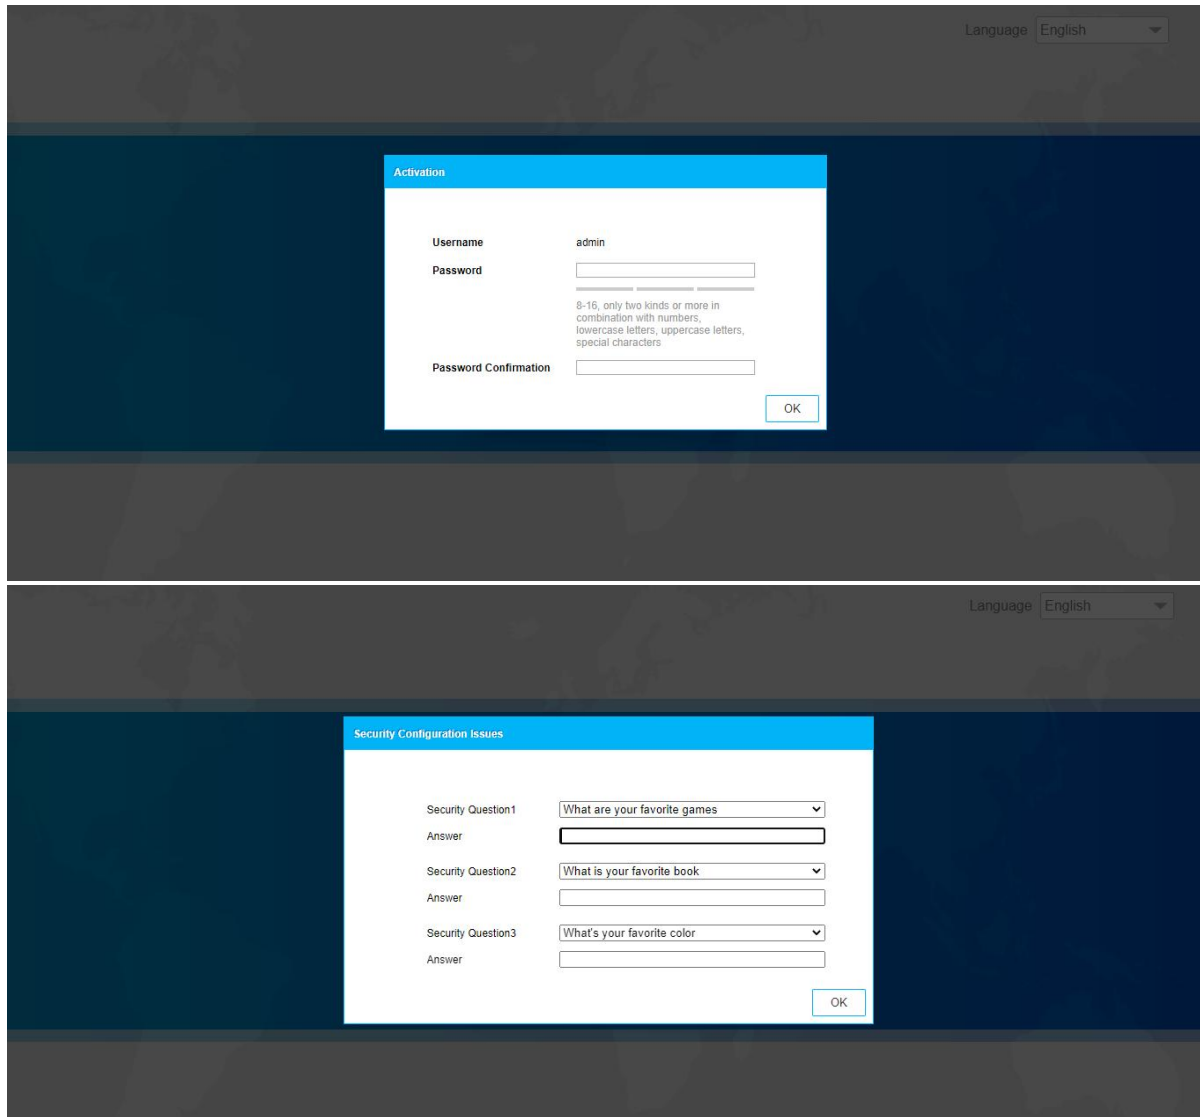 Language English
Activation
Username admin
Password
8-16, only two kinds or more in
combination with numbers,
lowercase letters, uppercase letters,
special characters
Password Confirmation
OK
Language English
Security Configuration Issues
Security Question1 What are your favorite games
Answer
Security Question2 What is your favorite book
Answer
Security Question3 What's your favorite color
Answer
OK